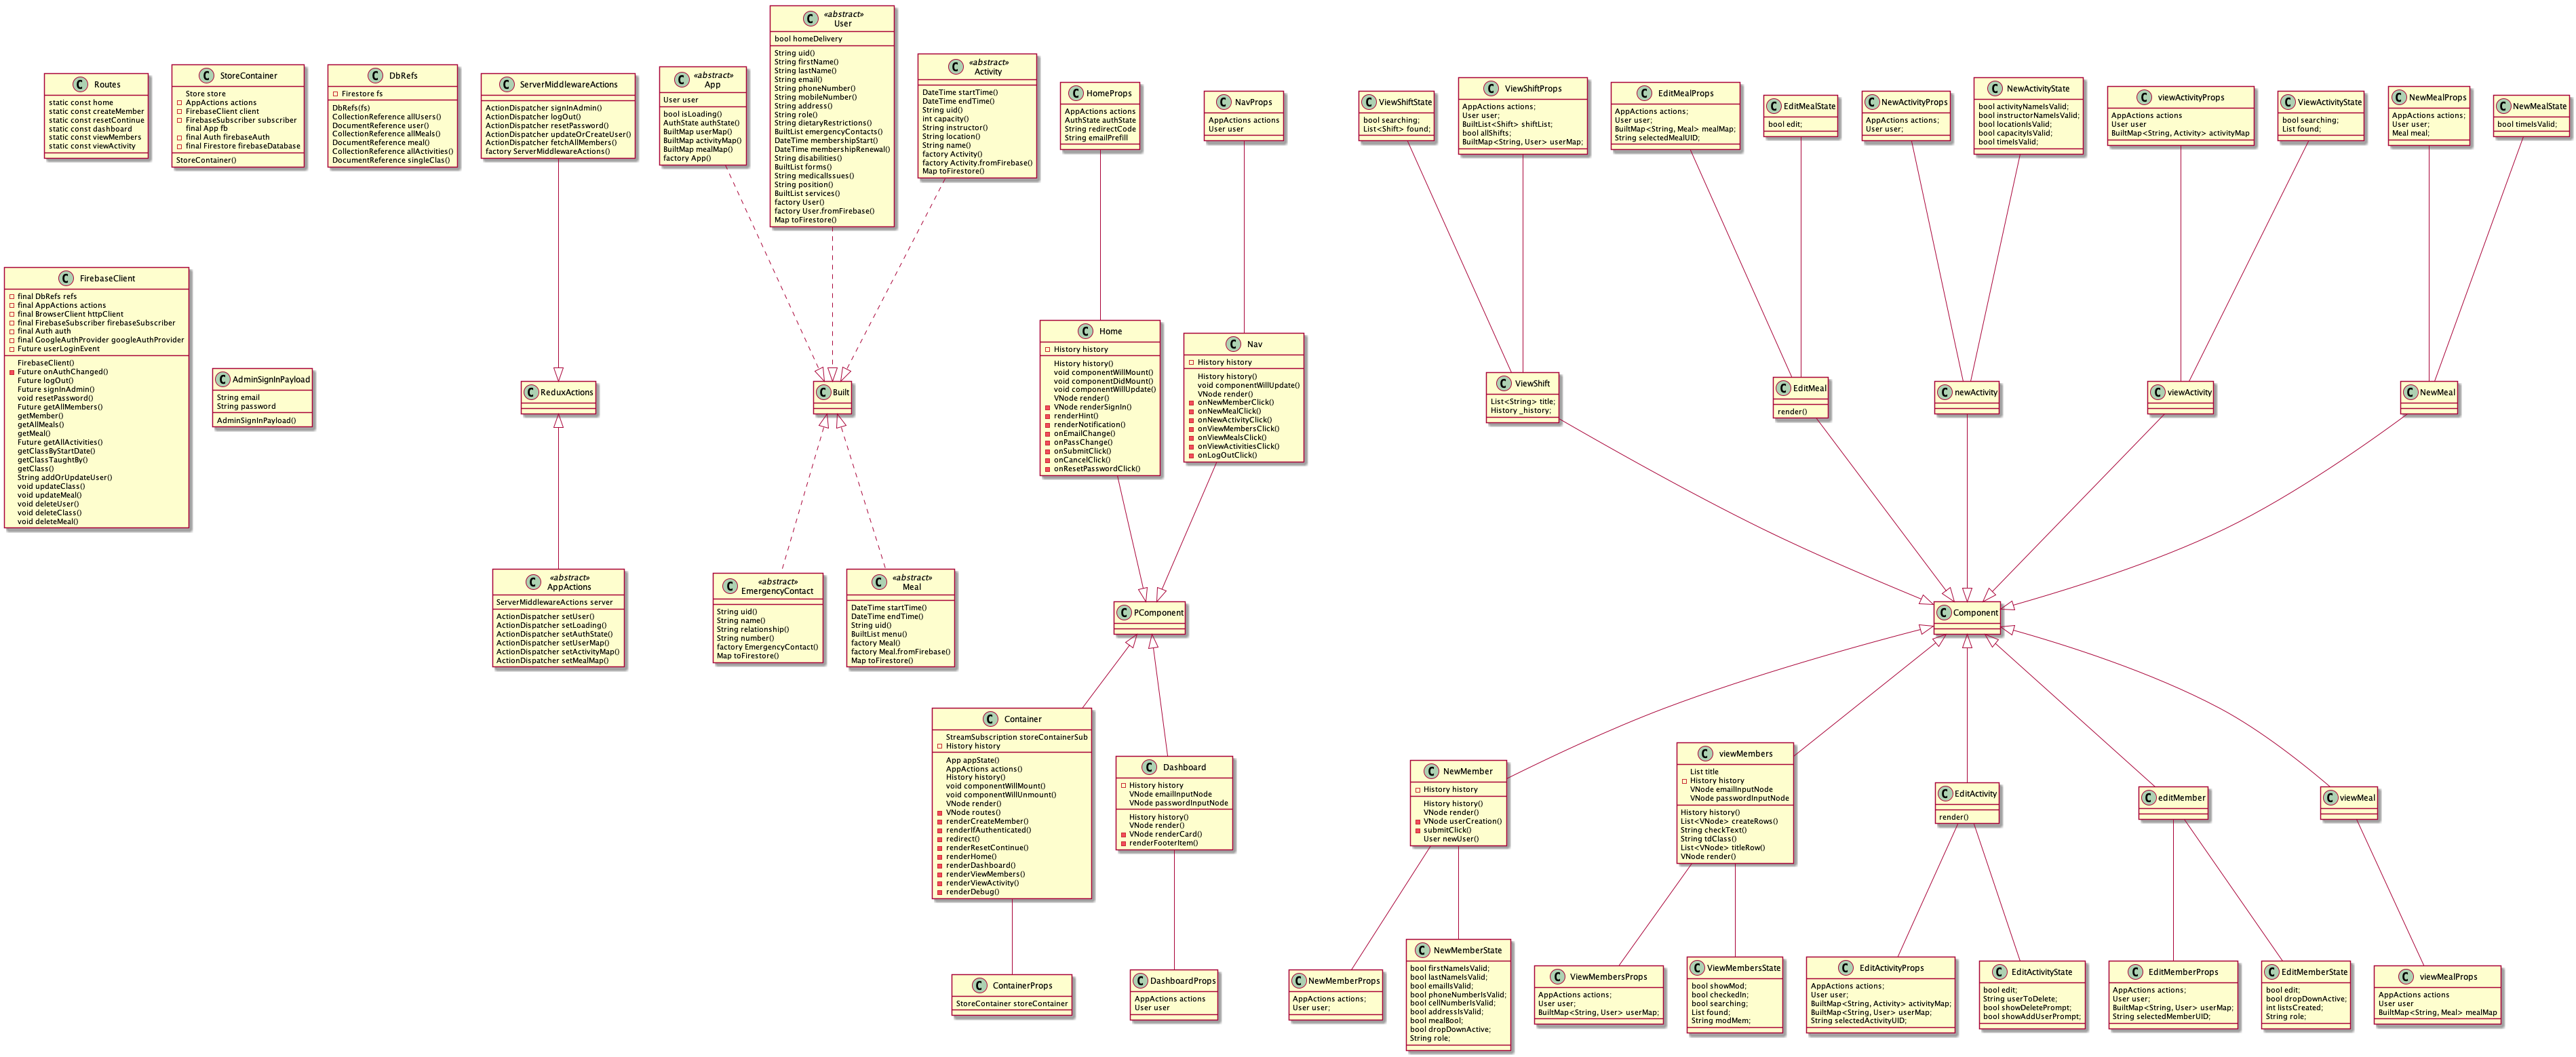 C Routes
static const home
static const createMember
static const resetContinue
static const dashboard
static const viewMembers
static const viewActivity
C StoreContainer
Store store
AppActions actions
FirebaseClient client
FirebaseSubscriber subscriber
final App fb
final Auth firebaseAuth
final Firestore firebaseDatabase
StoreContainer()
C DbRefs
Firestore fs
DbRefs(fs)
CollectionReference allUsers()
DocumentReference user()
CollectionReference allMeals()
DocumentReference meal()
CollectionReference allActivities()
DocumentReference singleClas()
C ServerMiddlewareActions
ActionDispatcher signInAdmin()
ActionDispatcher logOut()
ActionDispatcher resetPassword()
ActionDispatcher updateOrCreateUser()
ActionDispatcher fetchAllMembers()
factory ServerMiddlewareActions()
C «abstract»
App
User user
bool isLoading()
AuthState authState()
BuiltMap userMap()
BuiltMap activityMap()
BuiltMap mealMap()
factory App()
C «abstract»
User
bool homeDelivery
String uid()
String firstName()
String lastName()
String email()
String phoneNumber()
String mobileNumber()
String address()
String role()
String dietaryRestrictions()
BuiltList emergencyContacts()
DateTime membershipStart()
DateTime membershipRenewal()
String disabilities()
BuiltList forms()
String medicalIssues()
String position()
BuiltList services()
factory User()
factory User.fromFirebase()
Map toFirestore()
C «abstract»
Activity
DateTime startTime()
DateTime endTime()
String uid()
int capacity()
String instructor()
String location()
String name()
factory Activity()
factory Activity.fromFirebase()
Map toFirestore()
C HomeProps
AppActions actions
AuthState authState
String redirectCode
String emailPrefill
C NavProps
AppActions actions
User user
C ViewShiftState
bool searching;
List<Shift> found;
C ViewShiftProps
AppActions actions;
User user;
BuiltList<Shift> shiftList;
bool allShifts;
BuiltMap<String, User> userMap;
C EditMealProps
AppActions actions;
User user;
BuiltMap<String, Meal> mealMap;
String selectedMealUID;
C EditMealState
bool edit;
C NewActivityProps
AppActions actions;
User user;
C NewActivityState
bool activityNameIsValid;
bool instructorNameIsValid;
bool locationIsValid;
bool capacityIsValid;
bool timeIsValid;
C viewActivityProps
AppActions actions
User user
BuiltMap<String, Activity> activityMap
C ViewActivityState
bool searching;
List found;
C NewMealProps
AppActions actions;
User user;
Meal meal;
C NewMealState
bool timeIsValid;
C FirebaseClient
final DbRefs refs
final AppActions actions
final BrowserClient httpClient
final FirebaseSubscriber firebaseSubscriber
final Auth auth
final GoogleAuthProvider googleAuthProvider
Future userLoginEvent
FirebaseClient()
Future onAuthChanged()
Future logOut()
Future signInAdmin()
void resetPassword()
Future getAllMembers()
getMember()
getAllMeals()
getMeal()
Future getAllActivities()
getClassByStartDate()
getClassTaughtBy()
getClass()
String addOrUpdateUser()
void updateClass()
void updateMeal()
void deleteUser()
void deleteClass()
void deleteMeal()
C AdminSignInPayload
String email
String password
AdminSignInPayload()
C ReduxActions
C Built
C Home
History history
History history()
void componentWillMount()
void componentDidMount()
void componentWillUpdate()
VNode render()
VNode renderSignIn()
renderHint()
renderNotification()
onEmailChange()
onPassChange()
onSubmitClick()
onCancelClick()
onResetPasswordClick()
C Nav
History history
History history()
void componentWillUpdate()
VNode render()
onNewMemberClick()
onNewMealClick()
onNewActivityClick()
onViewMembersClick()
onViewMealsClick()
onViewActivitiesClick()
onLogOutClick()
C ViewShift
List<String> title;
History _history;
C EditMeal
render()
C newActivity
C viewActivity
C NewMeal
C «abstract»
AppActions
ServerMiddlewareActions server
ActionDispatcher setUser()
ActionDispatcher setLoading()
ActionDispatcher setAuthState()
ActionDispatcher setUserMap()
ActionDispatcher setActivityMap()
ActionDispatcher setMealMap()
C «abstract»
EmergencyContact
String uid()
String name()
String relationship()
String number()
factory EmergencyContact()
Map toFirestore()
C «abstract»
Meal
DateTime startTime()
DateTime endTime()
String uid()
BuiltList menu()
factory Meal()
factory Meal.fromFirebase()
Map toFirestore()
C PComponent
C Component
C Container
StreamSubscription storeContainerSub
History history
App appState()
AppActions actions()
History history()
void componentWillMount()
void componentWillUnmount()
VNode render()
VNode routes()
renderCreateMember()
renderIfAuthenticated()
redirect()
renderResetContinue()
renderHome()
renderDashboard()
renderViewMembers()
renderViewActivity()
renderDebug()
C Dashboard
History history
VNode emailInputNode
VNode passwordInputNode
History history()
VNode render()
VNode renderCard()
renderFooterItem()
C NewMember
History history
History history()
VNode render()
VNode userCreation()
submitClick()
User newUser()
C viewMembers
List title
History history
VNode emailInputNode
VNode passwordInputNode
History history()
List<VNode> createRows()
String checkText()
String tdClass()
List<VNode> titleRow()
VNode render()
C EditActivity
render()
C editMember
C viewMeal
C ContainerProps
StoreContainer storeContainer
C DashboardProps
AppActions actions
User user
C NewMemberProps
AppActions actions;
User user;
C NewMemberState
bool firstNameIsValid;
bool lastNameIsValid;
bool emailIsValid;
bool phoneNumberIsValid;
bool cellNumberIsValid;
bool addressIsValid;
bool mealBool;
bool dropDownActive;
String role;
C ViewMembersProps
AppActions actions;
User user;
BuiltMap<String, User> userMap;
C ViewMembersState
bool showMod;
bool checkedIn;
bool searching;
List found;
String modMem;
C EditActivityProps
AppActions actions;
User user;
BuiltMap<String, Activity> activityMap;
BuiltMap<String, User> userMap;
String selectedActivityUID;
C EditActivityState
bool edit;
String userToDelete;
bool showDeletePrompt;
bool showAddUserPrompt;
C EditMemberProps
AppActions actions;
User user;
BuiltMap<String, User> userMap;
String selectedMemberUID;
C EditMemberState
bool edit;
bool dropDownActive;
int listsCreated;
String role;
C viewMealProps
AppActions actions
User user
BuiltMap<String, Meal> mealMap